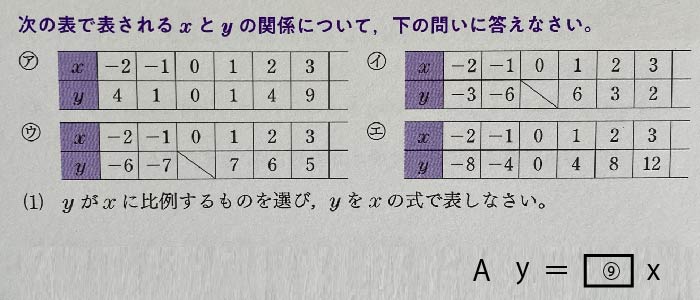 次の表で表される x と y の関係について，下の問いに答えなさい。
㋐ x −2 −1 0 1 2 3
y 4 1 0 1 4 9
㋑ x −2 −1 0 1 2 3
y −3 −6 6 3 2
㋒ x −2 −1 0 1 2 3
y −6 −7 7 6 5
㋓ x −2 −1 0 1 2 3
y −8 −4 0 4 8 12
(1) y が x に比例するものを選び，y を x の式で表しなさい。
A y = ⑨ x